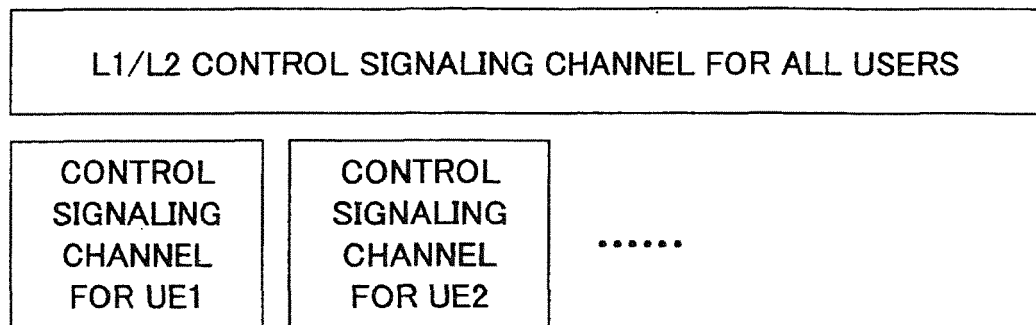 L1/L2 CONTROL SIGNALING CHANNEL FOR ALL USERS
CONTROL
SIGNALING
CHANNEL
FOR UE1
CONTROL
SIGNALING
CHANNEL
FOR UE2
......